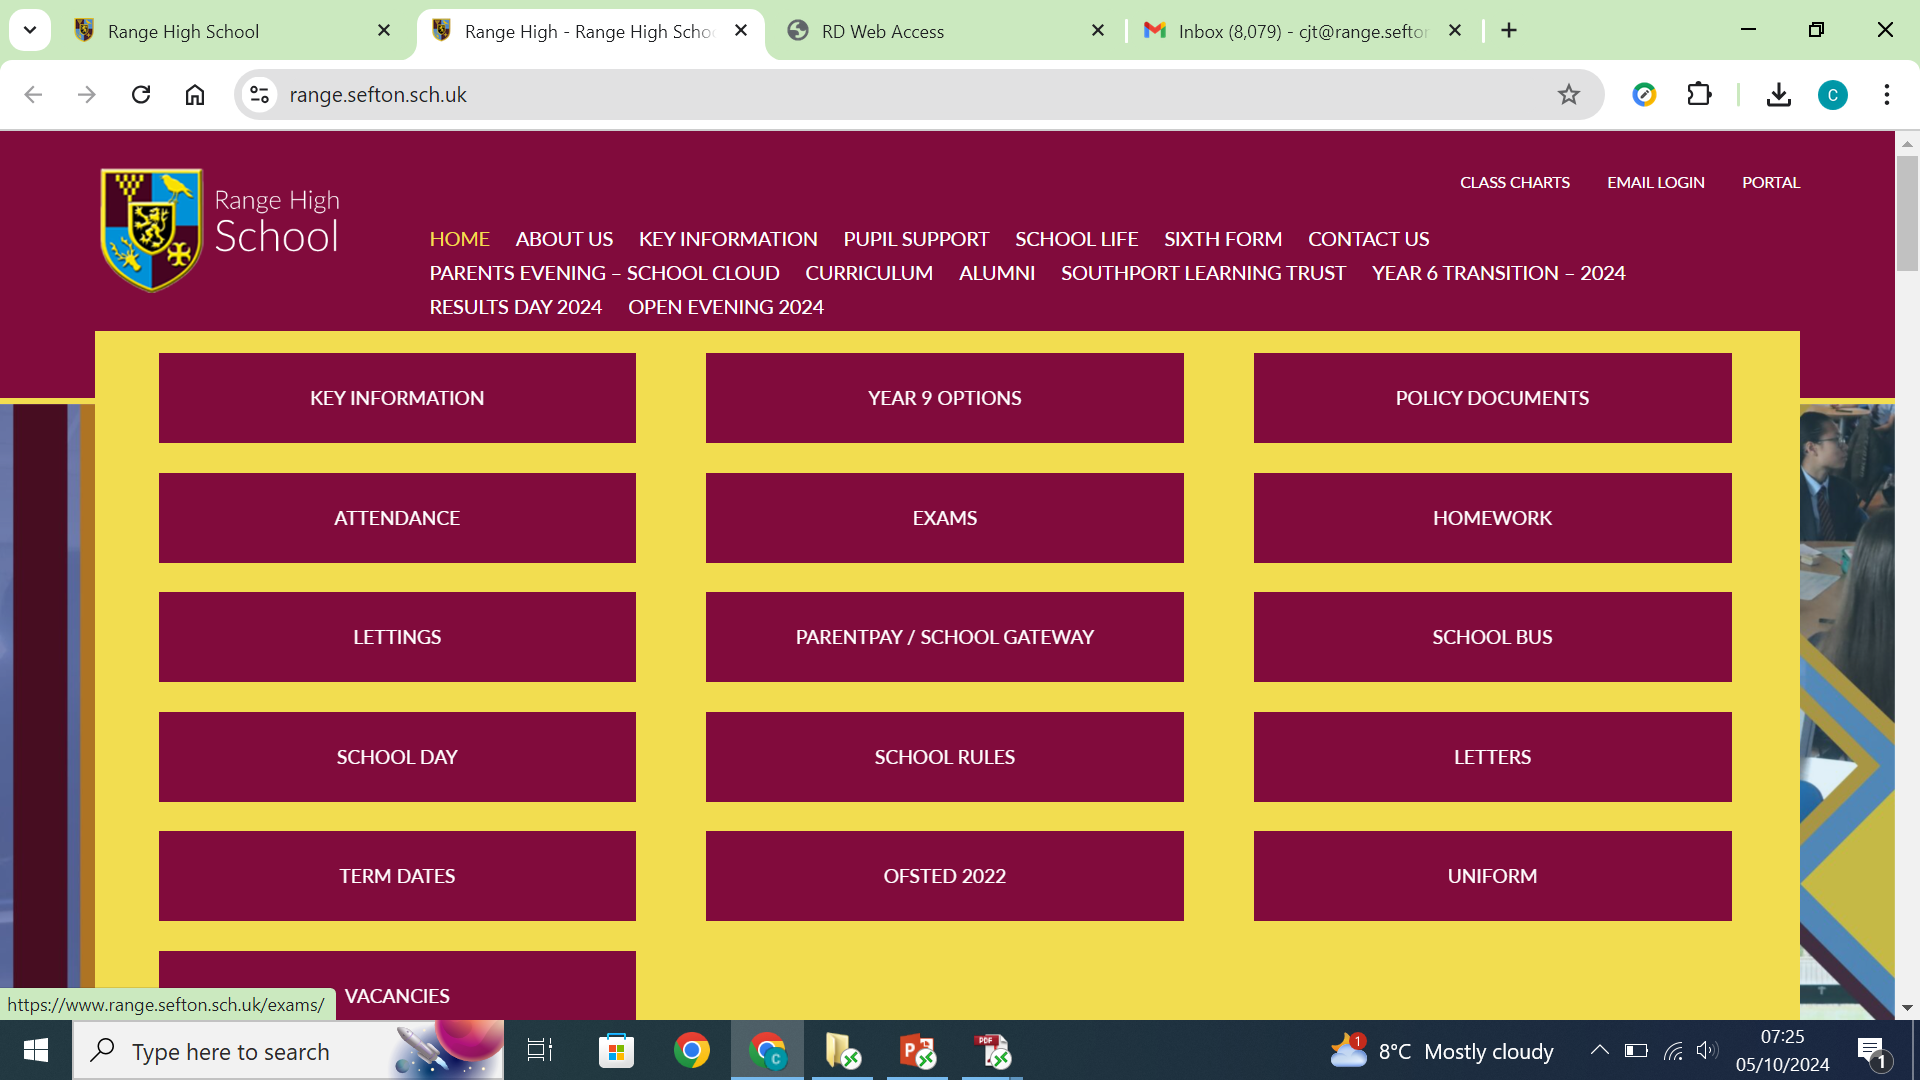 Range High School
Range High - Range High Scho
RD Web Access
Inbox (8,079) - cjt@range.sefto
range.sefton.sch.uk
C
Range High
School
CLASS CHARTS
EMAIL LOGIN
PORTAL
HOME
ABOUT US
KEY INFORMATION
PUPIL SUPPORT
SCHOOL LIFE
SIXTH FORM
CONTACT US
PARENTS EVENING – SCHOOL CLOUD
CURRICULUM
ALUMNI
SOUTHPORT LEARNING TRUST
YEAR 6 TRANSITION – 2024
RESULTS DAY 2024
OPEN EVENING 2024
KEY INFORMATION
YEAR 9 OPTIONS
POLICY DOCUMENTS
ATTENDANCE
EXAMS
HOMEWORK
LETTINGS
PARENTPAY / SCHOOL GATEWAY
SCHOOL BUS
SCHOOL DAY
SCHOOL RULES
LETTERS
TERM DATES
OFSTED 2022
UNIFORM
VACANCIES
https://www.range.sefton.sch.uk/exams/
Type here to search
C
P
PDF
1
8°C Mostly cloudy
07:25
05/10/2024
1